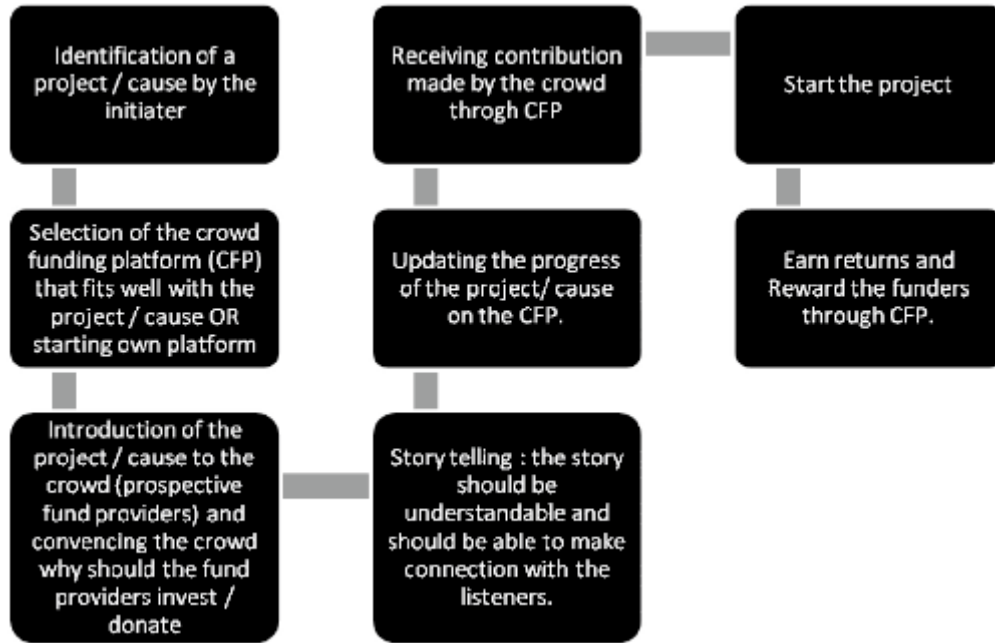 Identification of a
project / cause by the
initiater
Selection of the crowd
funding platform (CFP)
that fits well with the
project / cause OR
starting own platform
Introduction of the
project / cause to the
crowd (prospective
fund providers) and
convencing the crowd
why should the fund
providers invest /
donate
Story telling : the story
should be
understandable and
should be able to make
connection with the
listeners.
Updating the progress
of the project/ cause
on the CFP.
Receiving contribution
made by the crowd
throgh CFP
Start the project
Earn returns and
Reward the funders
through CFP.